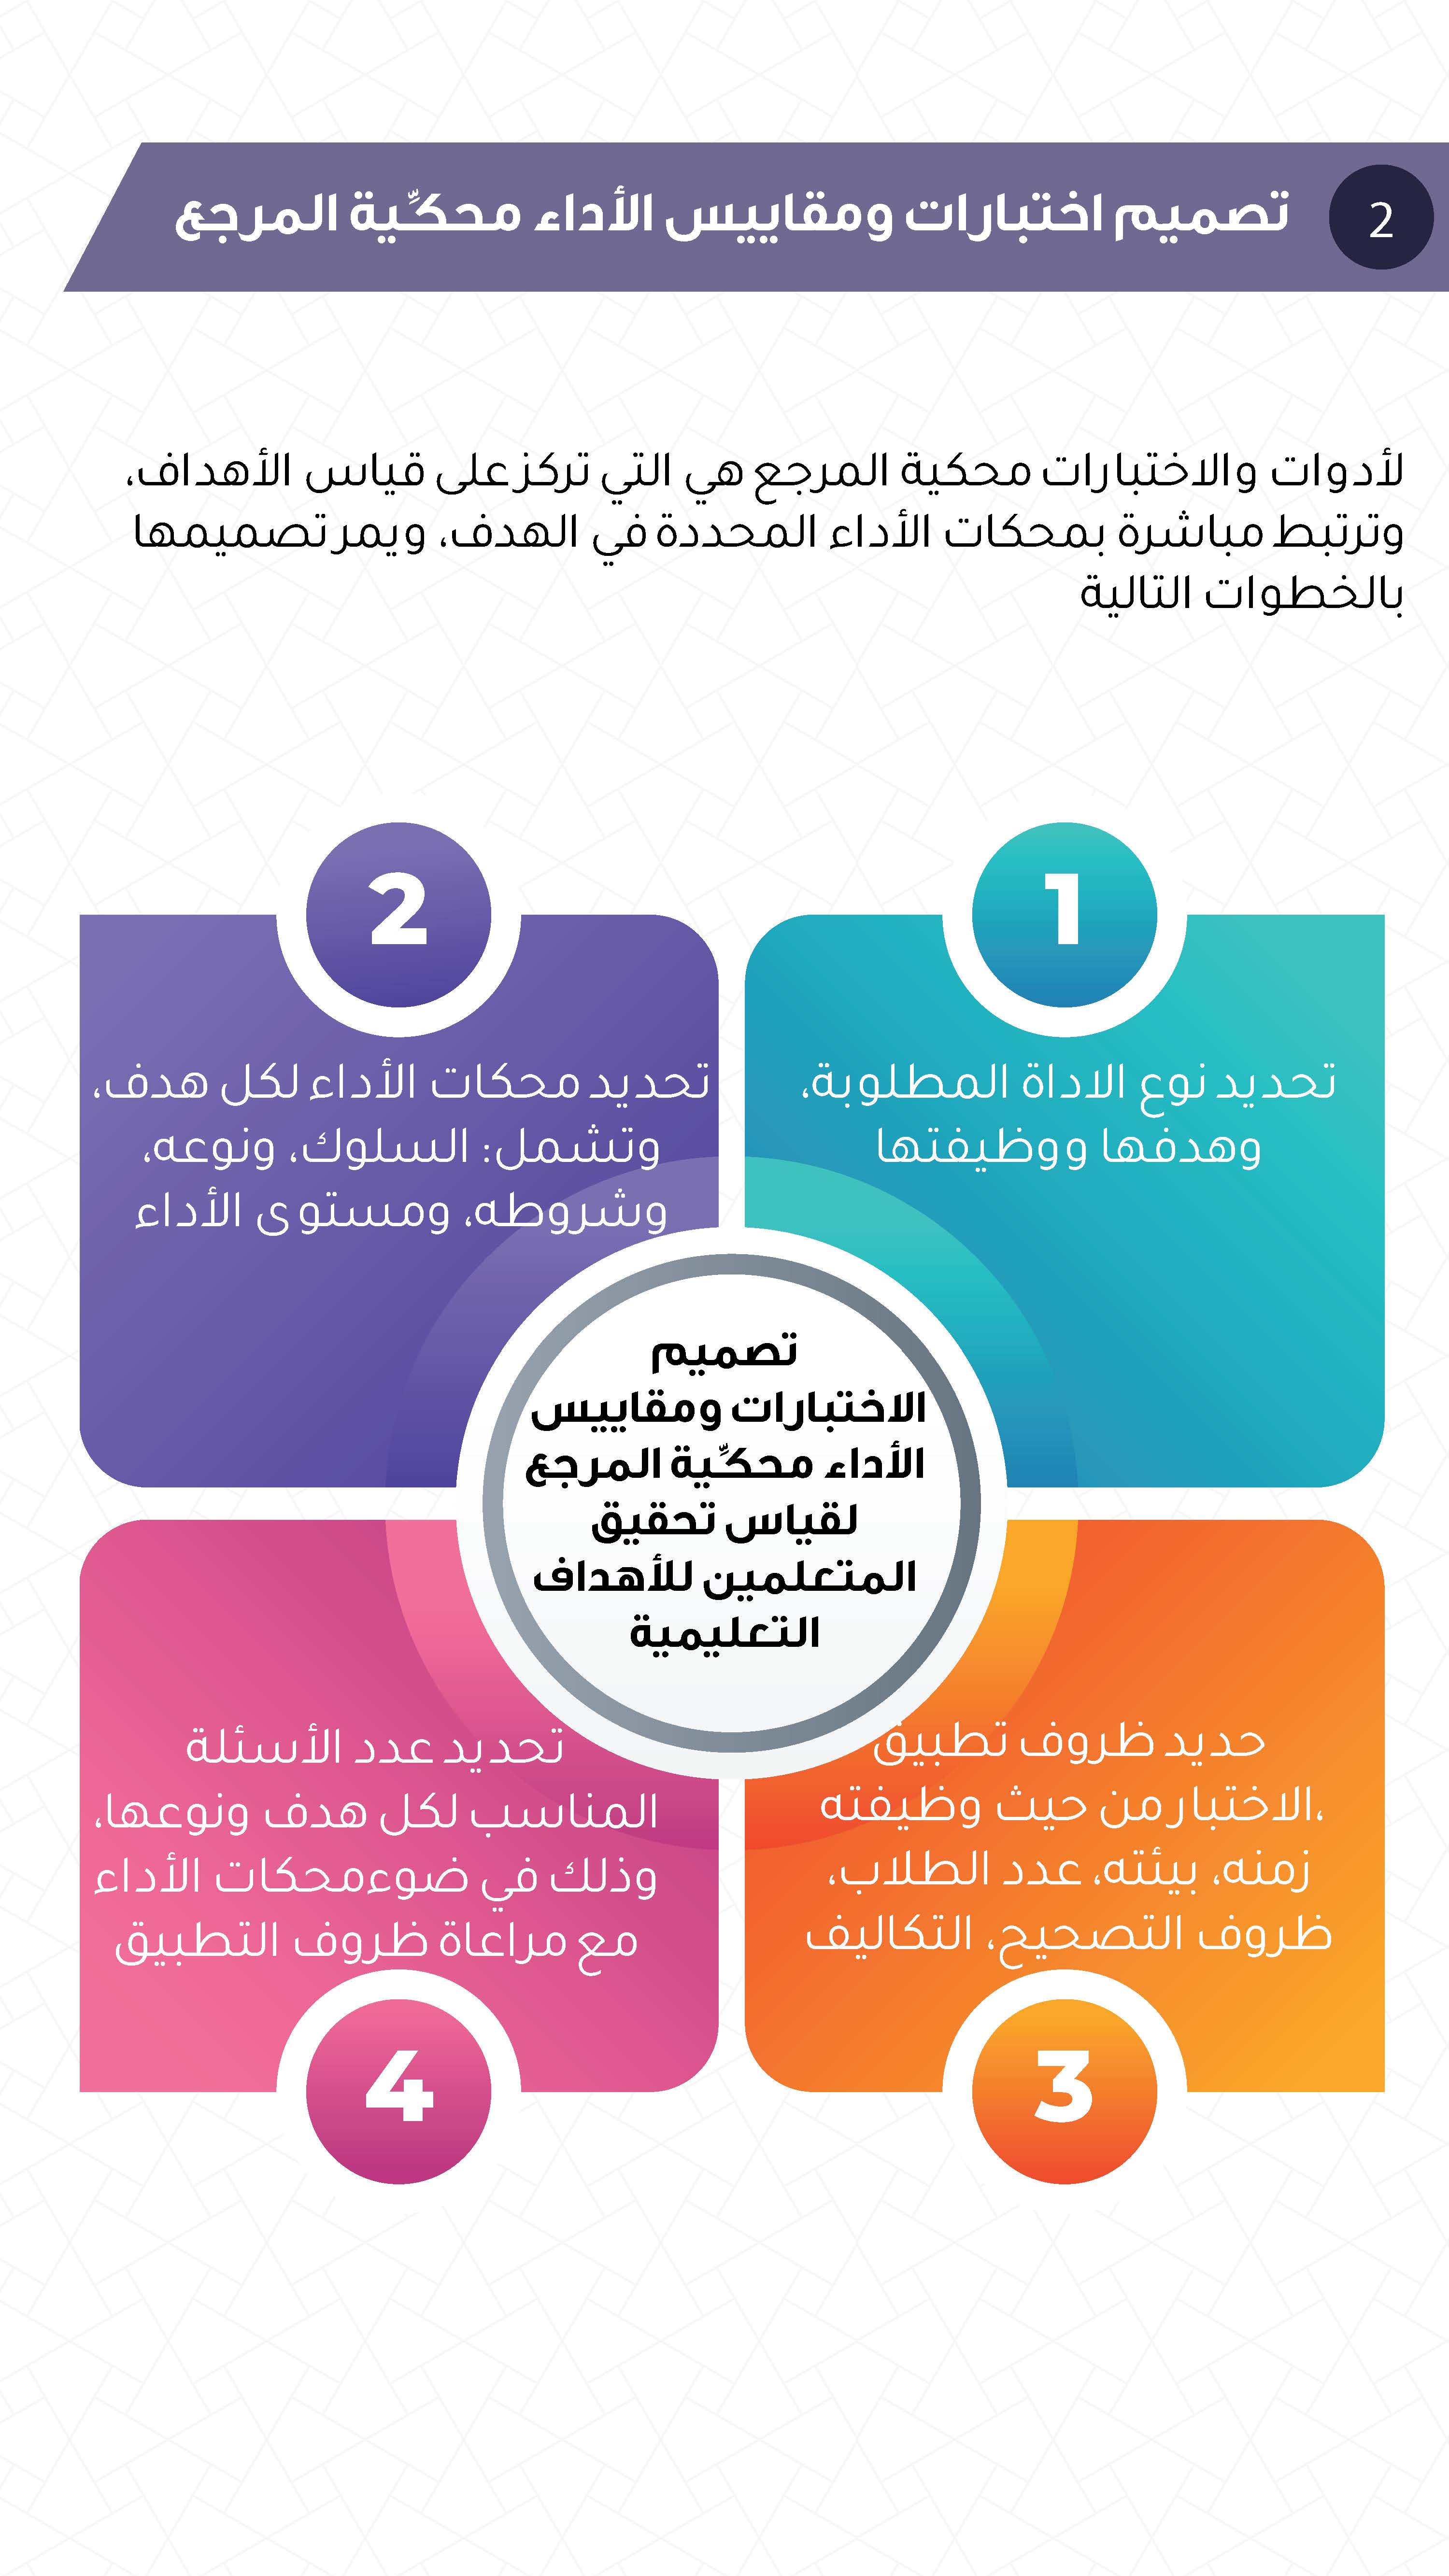 2
تصميم اختبارات ومقاييس الأداء محكِّية المرجع
لأدوات والاختبارات محكية المرجع هي التي تركز على قياس الأهداف،
وترتبط مباشرة بمحكات الأداء المحددة في الهدف، ويمر تصميمها
بالخطوات التالية
1
تحديد نوع الاداة المطلوبة،
وهدفها ووظيفتها
2
تحديد محكات الأداء لكل هدف،
وتشمل: السلوك، ونوعه،
وشروطه، ومستوى الأداء
تصميم
الاختبارات ومقاييس
الأداء محكِّية المرجع
لقياس تحقيق
المتعلمين للأهداف
التعليمية
حديد ظروف تطبيق
،الاختبار من حيث وظيفته
زمنه، بيئته، عدد الطلاب،
ظروف التصحيح، التكاليف
3
تحديد عدد الأسئلة
المناسب لكل هدف ونوعها،
وذلك في ضوءمحكات الأداء
مع مراعاة ظروف التطبيق
4